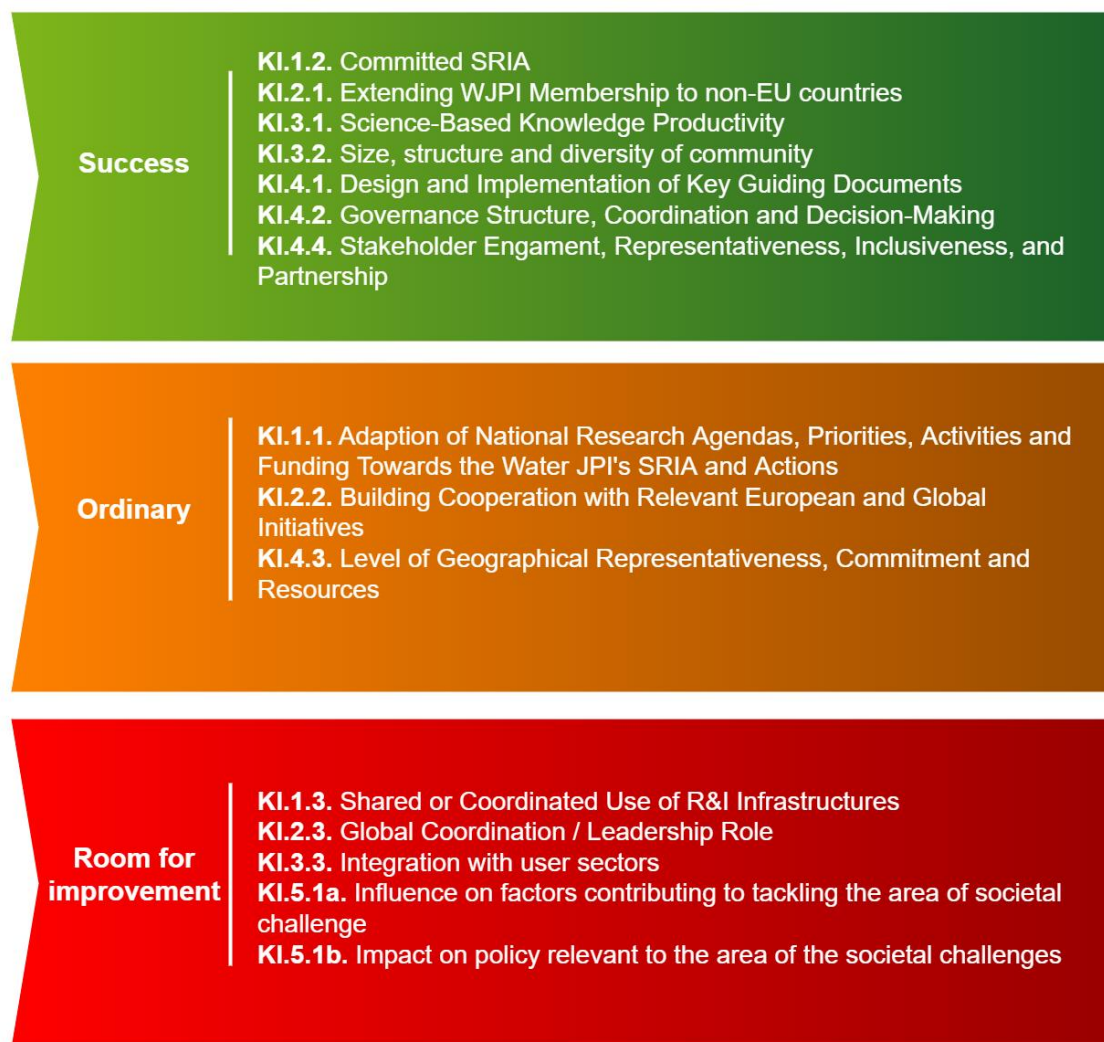 Success
KI.1.2. Committed SRIA
KI.2.1. Extending WJPI Membership to non-EU countries
KI.3.1. Science-Based Knowledge Productivity
KI.3.2. Size, structure and diversity of community
KI.4.1. Design and Implementation of Key Guiding Documents
KI.4.2. Governance Structure, Coordination and Decision-Making
KI.4.4. Stakeholder Engament, Representativeness, Inclusiveness, and
Partnership
Ordinary
KI.1.1. Adaption of National Research Agendas, Priorities, Activities and
Funding Towards the Water JPI's SRIA and Actions
KI.2.2. Building Cooperation with Relevant European and Global
Initiatives
KI.4.3. Level of Geographical Representativeness, Commitment and
Resources
Room for
improvement
KI.1.3. Shared or Coordinated Use of R&I Infrastructures
KI.2.3. Global Coordination / Leadership Role
KI.3.3. Integration with user sectors
KI.5.1a. Influence on factors contributing to tackling the area of societal
challenge
KI.5.1b. Impact on policy relevant to the area of the societal challenges